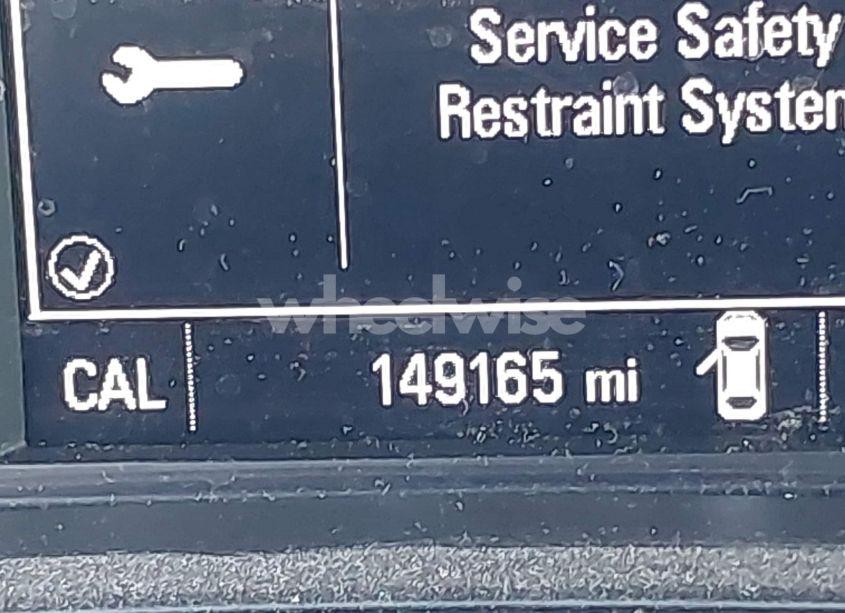 Service Safety
Restraint System
wheelwise
CAL 149165 mi